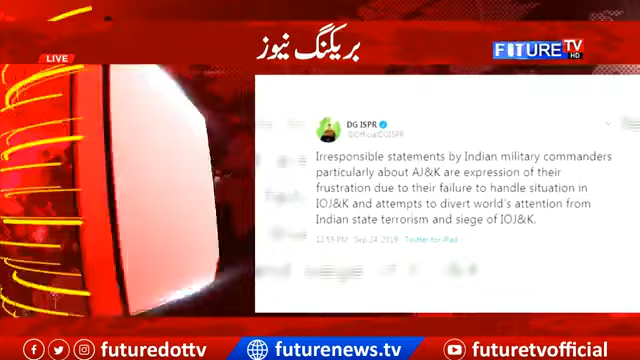 بریکنگ نیوز
LIVE
FUTURE TV
HD
DG ISPR
@OfficialDGISPR
Irresponsible statements by Indian military commanders
particularly about AJ&K are expression of their
frustration due to their failure to handle situation in
IOJ&K and attempts to divert world's attention from
Indian state terrorism and siege of IOJ&K.
12:55 PM Sep 24, 2019 Twitter for iPad
and siege of I J&K
futuredottv
futurenews.tv
futuretvofficial